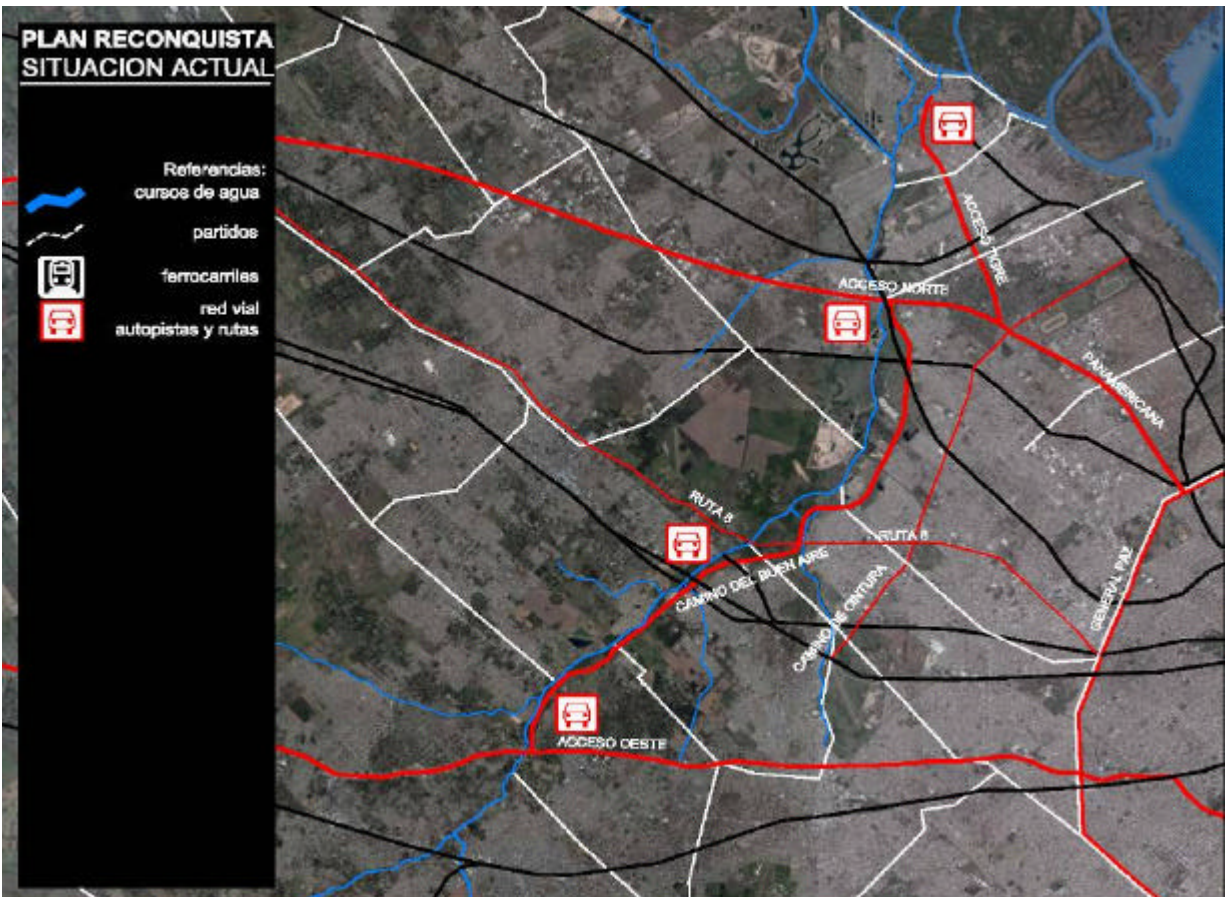 PLAN RECONQUISTA
SITUACION ACTUAL
Referencias:
cursos de agua
partidos
ferrocarriles
red vial
autopistas y rutas
ACCESO TIGRE
ACCESO NORTE
PANAMERICANA
RUTA 8
RUTA 8
CAMINO DEL BUEN AIRE
CAMINO DE CINTURA
GENERAL PAZ
ACCESO OESTE